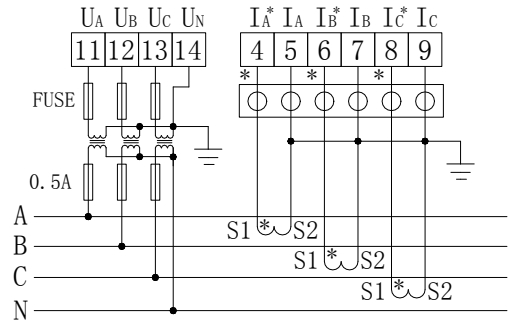 UA UB UC UN IA* IA IB* IB IC* IC
11 12 13 14 4 5 6 7 8 9
* * *
FUSE
0.5A
A
S1 * S2
B
S1 * S2
C
S1 * S2
N